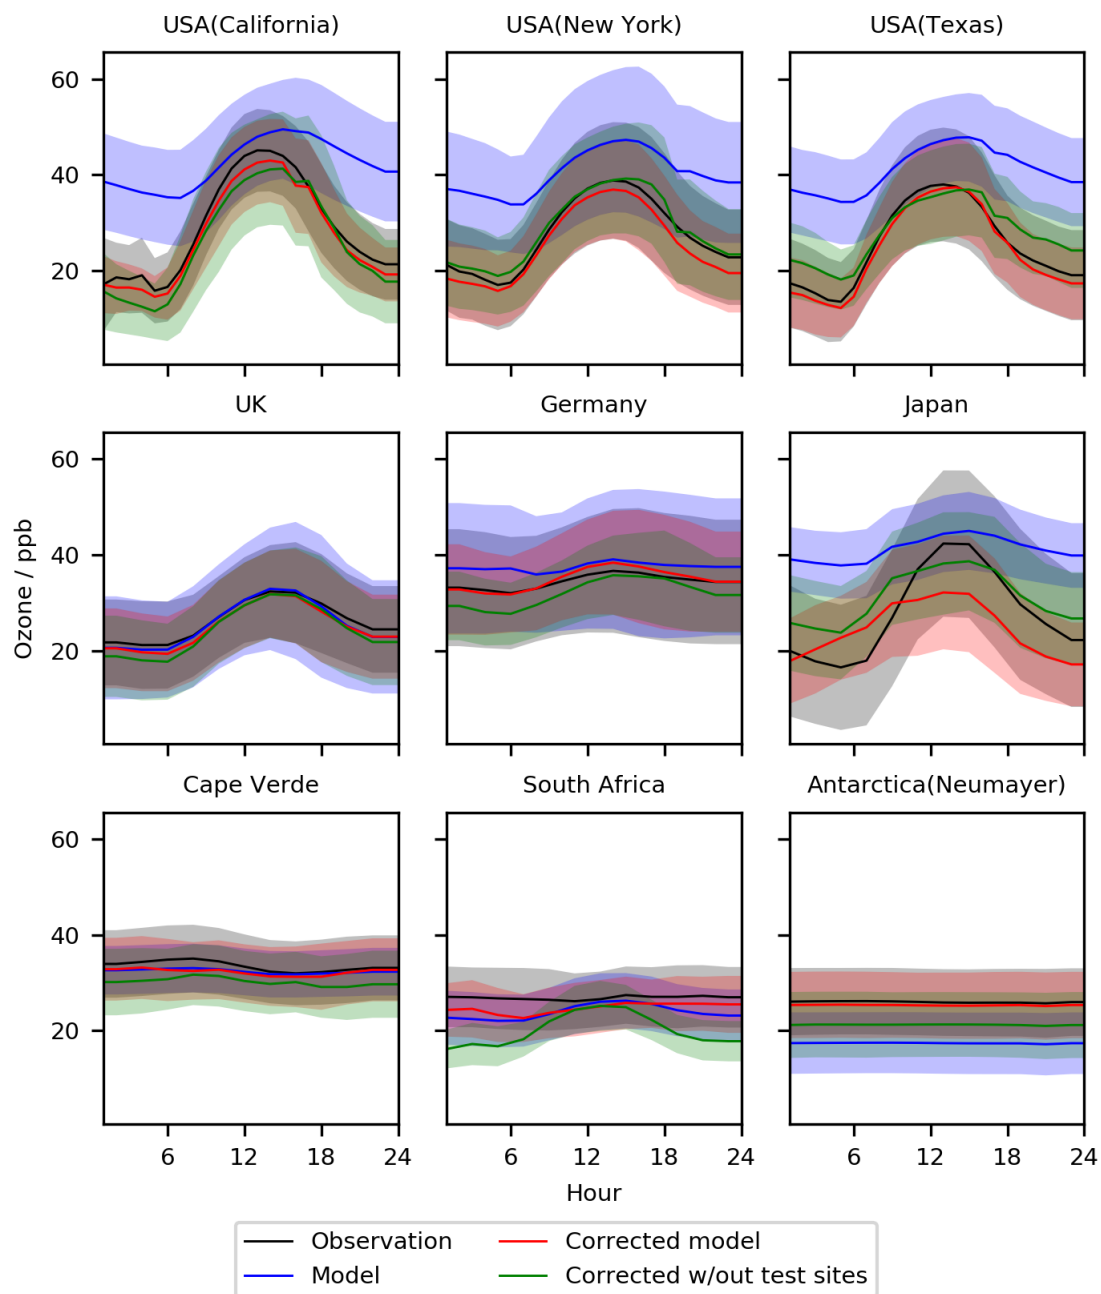 USA(California) USA(New York) USA(Texas)
60
40
20
UK Germany Japan
60
40
20
Ozone / ppb
Cape Verde South Africa Antarctica(Neumayer)
60
40
20
6 12 18 24 6 12 18 24 6 12 18 24
Hour
Observation Corrected model
Model Corrected w/out test sites